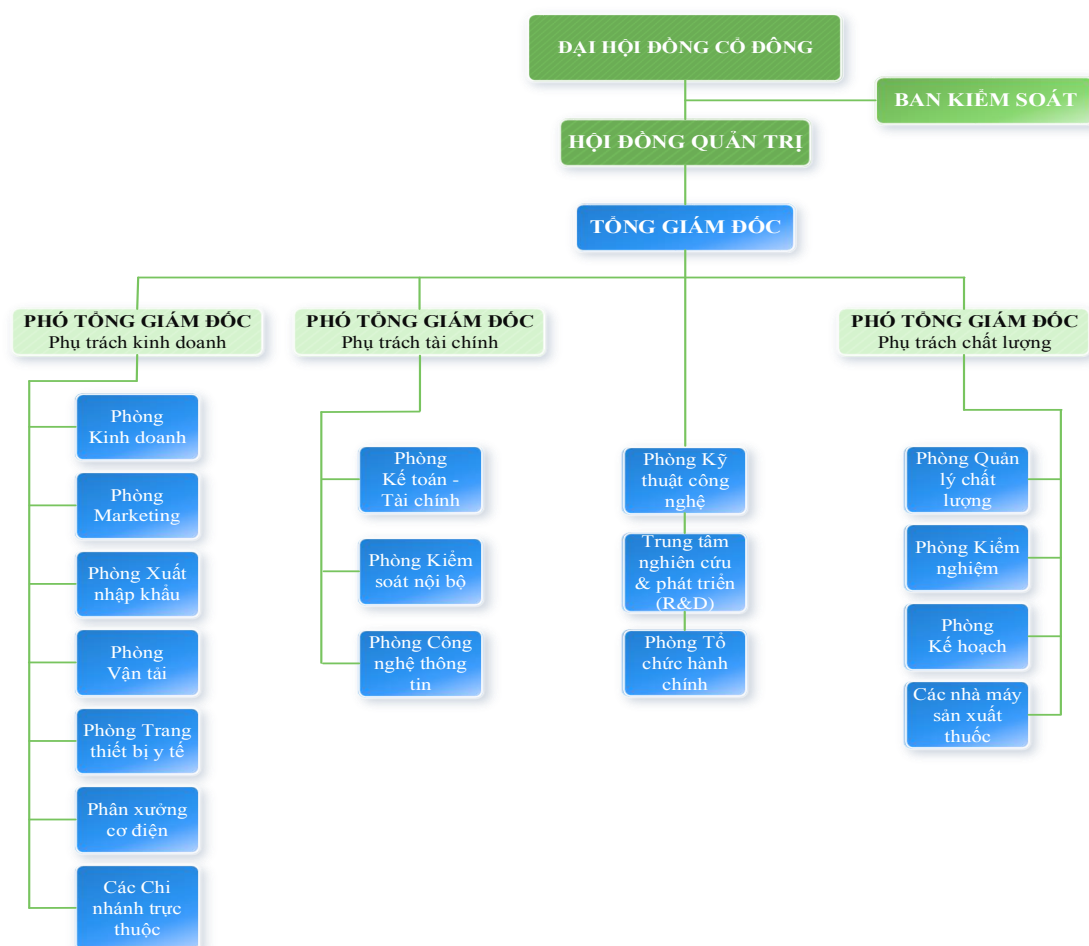 ĐẠI HỘI ĐỒNG CỔ ĐÔNG
BAN KIỂM SOÁT
HỘI ĐỒNG QUẢN TRỊ
TỔNG GIÁM ĐỐC
PHÓ TỔNG GIÁM ĐỐC
Phụ trách kinh doanh
PHÓ TỔNG GIÁM ĐỐC
Phụ trách tài chính
PHÓ TỔNG GIÁM ĐỐC
Phụ trách chất lượng
Phòng
Kinh doanh
Phòng
Marketing
Phòng Xuất
nhập khẩu
Phòng
Vận tải
Phòng Trang
thiết bị y tế
Phân xưởng
cơ điện
Các Chi
nhánh trực
thuộc
Phòng
Kế toán -
Tài chính
Phòng Kiểm
soát nội bộ
Phòng Công
nghệ thông
tin
Phòng Kỹ
thuật công
nghệ
Trung tâm
nghiên cứu
& phát triển
(R&D)
Phòng Tổ
chức hành
chính
Phòng Quản
lý chất
lượng
Phòng Kiểm
nghiệm
Phòng
Kế hoạch
Các nhà máy
sản xuất
thuốc